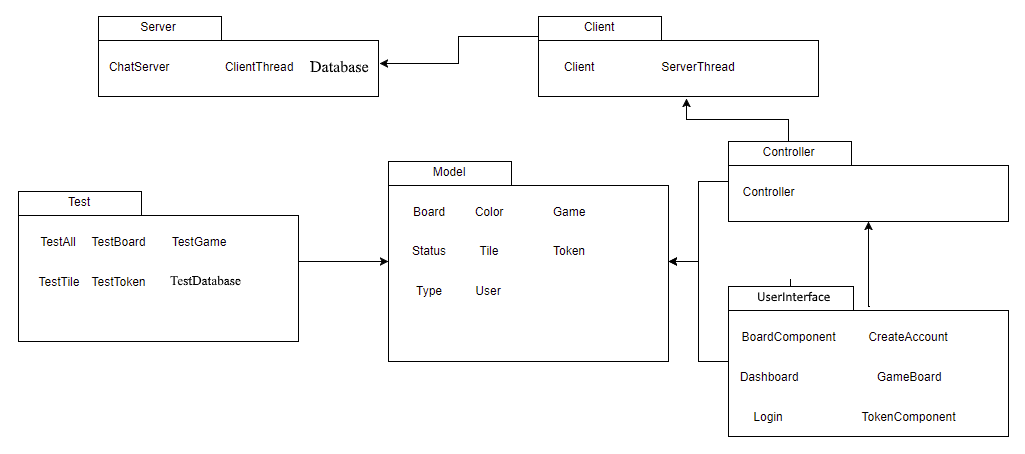 Server
ChatServer ClientThread Database
Client
Client ServerThread
Controller
Controller
Model
Board Color Game
Status Tile Token
Type User
Test
TestAll TestBoard TestGame
TestTile TestToken TestDatabase
UserInterface
BoardComponent CreateAccount
Dashboard GameBoard
Login TokenComponent